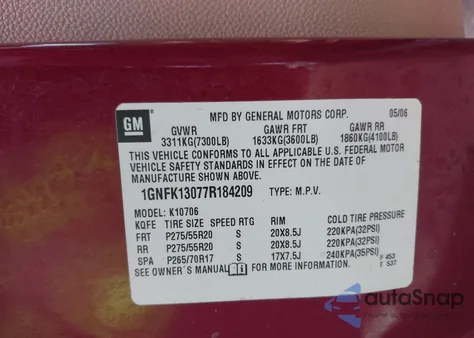 MFD BY GENERAL MOTORS CORP. 05/06
GM
GVWR GAWR FRT GAWR RR
3311KG(7300LB) 1633KG(3600LB) 1860KG(4100LB)
THIS VEHICLE CONFORMS TO ALL APPLICABLE U.S. FEDERAL MOTOR
VEHICLE SAFETY STANDARDS IN EFFECT ON THE DATE OF
MANUFACTURE SHOWN ABOVE.
1GNFK13077R184209 TYPE: M.P.V.
MODEL: K10706
KQFE TIRE SIZE SPEED RTG RIM COLD TIRE PRESSURE
FRT P275/55R20 S 20X8.5J 220KPA(32PSI)
RR P275/55R20 S 20X8.5J 220KPA(32PSI)
SPA P265/70R17 S 17X7.5J 240KPA(35PSI)
SEE OWNER'S MANUAL FOR MORE INFORMATION.
F 453
T 537
autoSnap